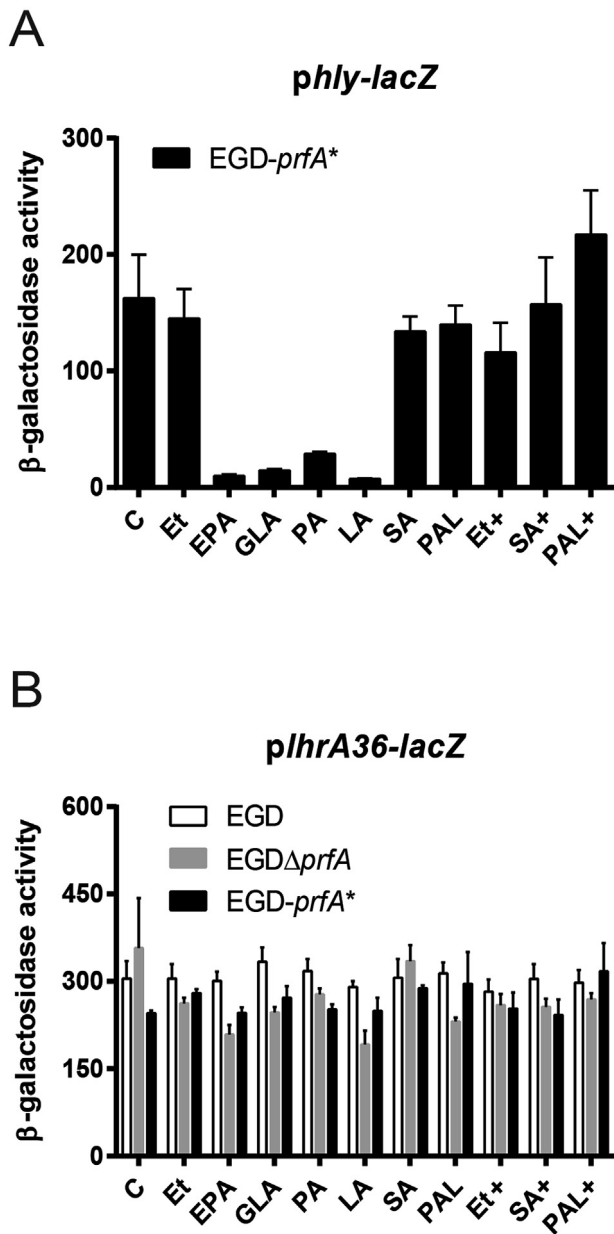 A
phly-lacZ
300
200
100
0
β-galactosidase activity
EGD-prfA*
C Et EPA GLA PA LA SA PAL Et+ SA+ PAL+
B
plhrA36-lacZ
600
450
300
150
0
β-galactosidase activity
EGD
EGDΔprfA
EGD-prfA*
C Et EPA GLA PA LA SA PAL Et+ SA+ PAL+